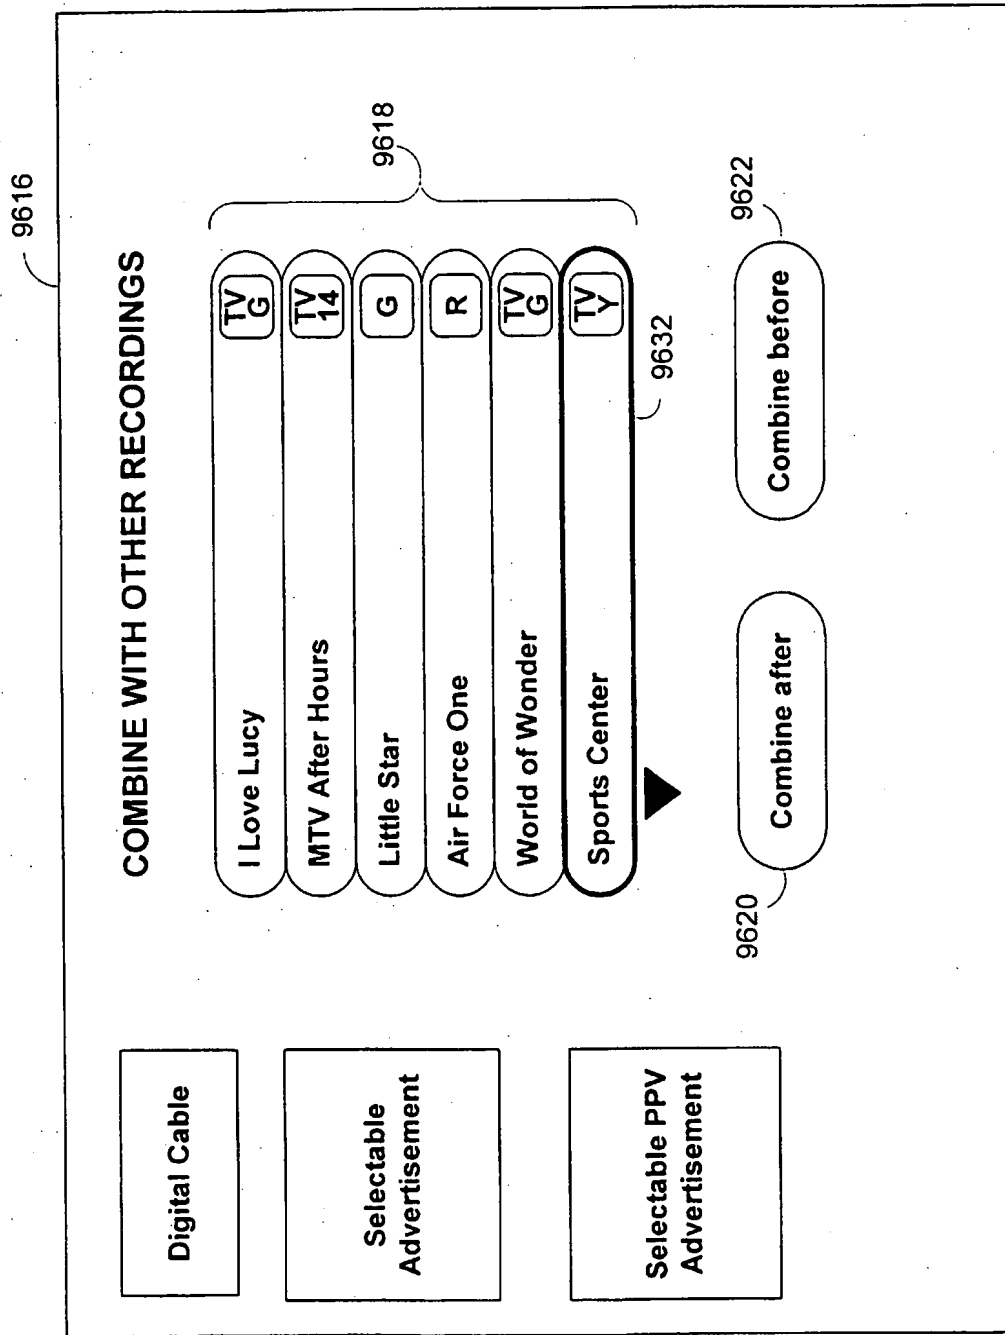 9616
COMBINE WITH OTHER RECORDINGS
Digital Cable
Selectable
Advertisement
Selectable PPV
Advertisement
I Love Lucy
TV
G
MTV After Hours
TV
14
Little Star
G
Air Force One
R
World of Wonder
TV
G
Sports Center
TV
Y
9618
9632
9620
Combine after
Combine before
9622